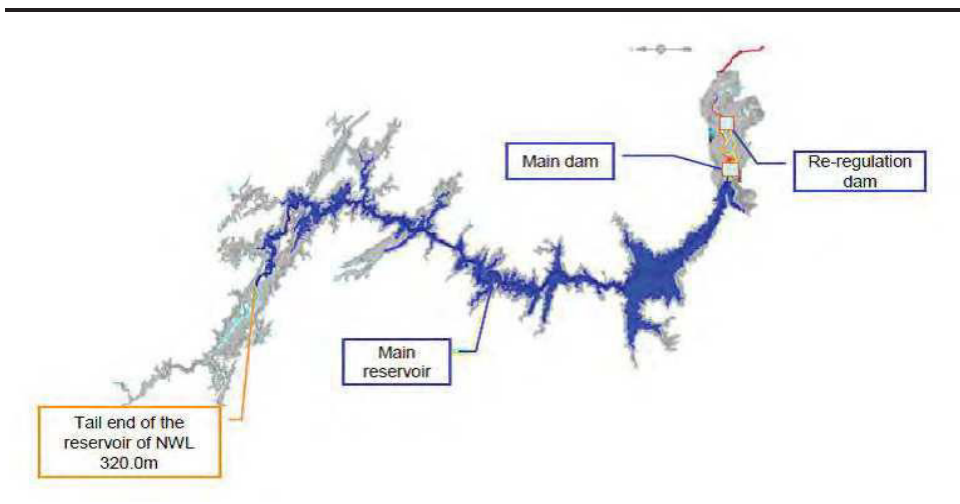 Main dam
Re-regulation
dam
Main
reservoir
Tail end of the
reservoir of NWL
320.0m